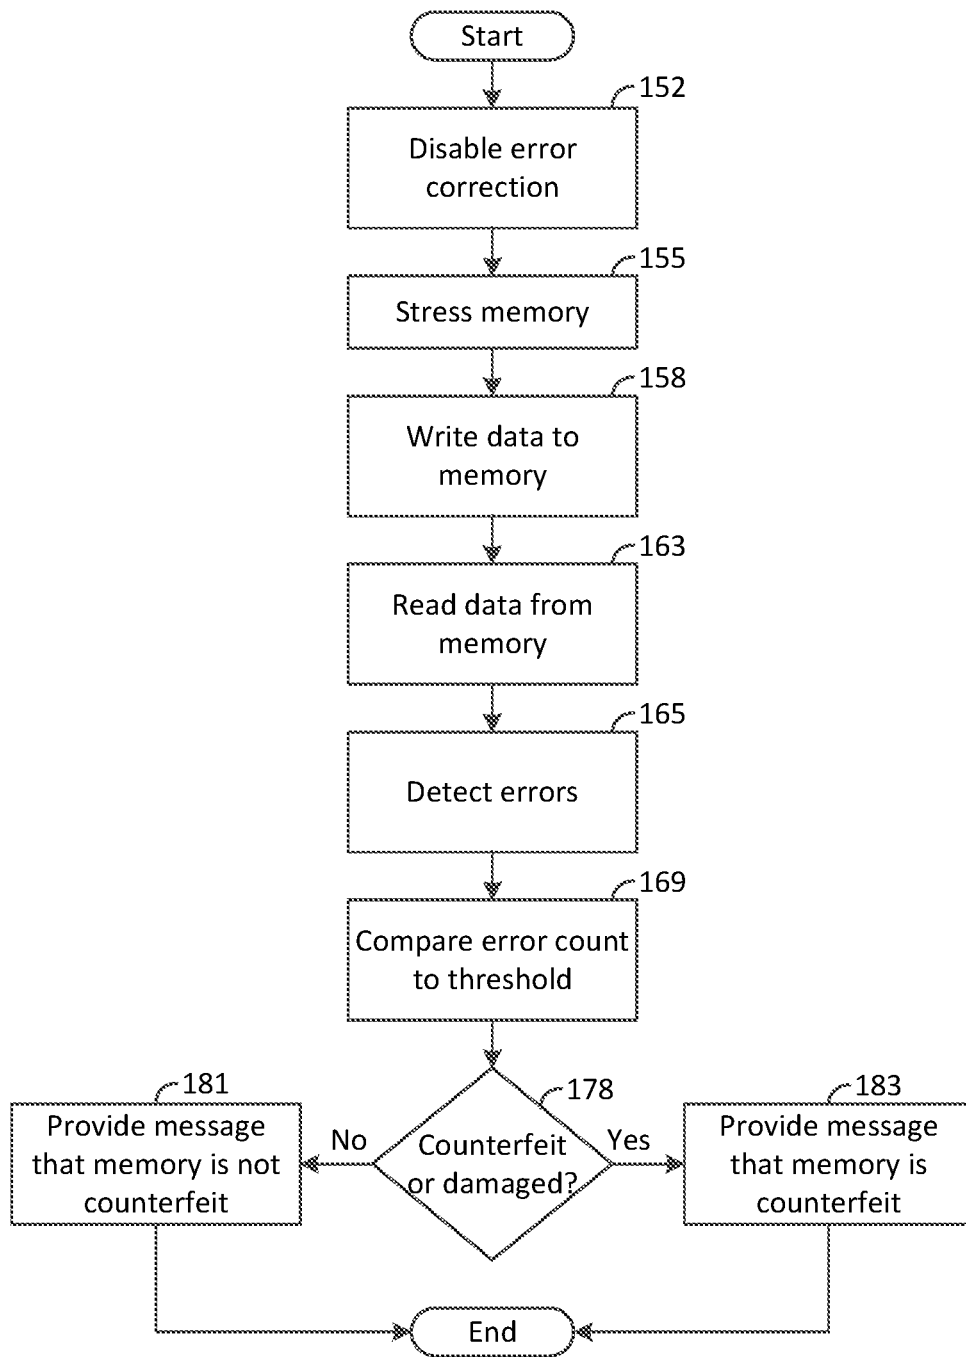 Start
152
Disable error
correction
155
Stress memory
158
Write data to
memory
163
Read data from
memory
165
Detect errors
169
Compare error count
to threshold
178
Counterfeit
or damaged?
No
Yes
181
Provide message
that memory is not
counterfeit
183
Provide message
that memory is
counterfeit
End